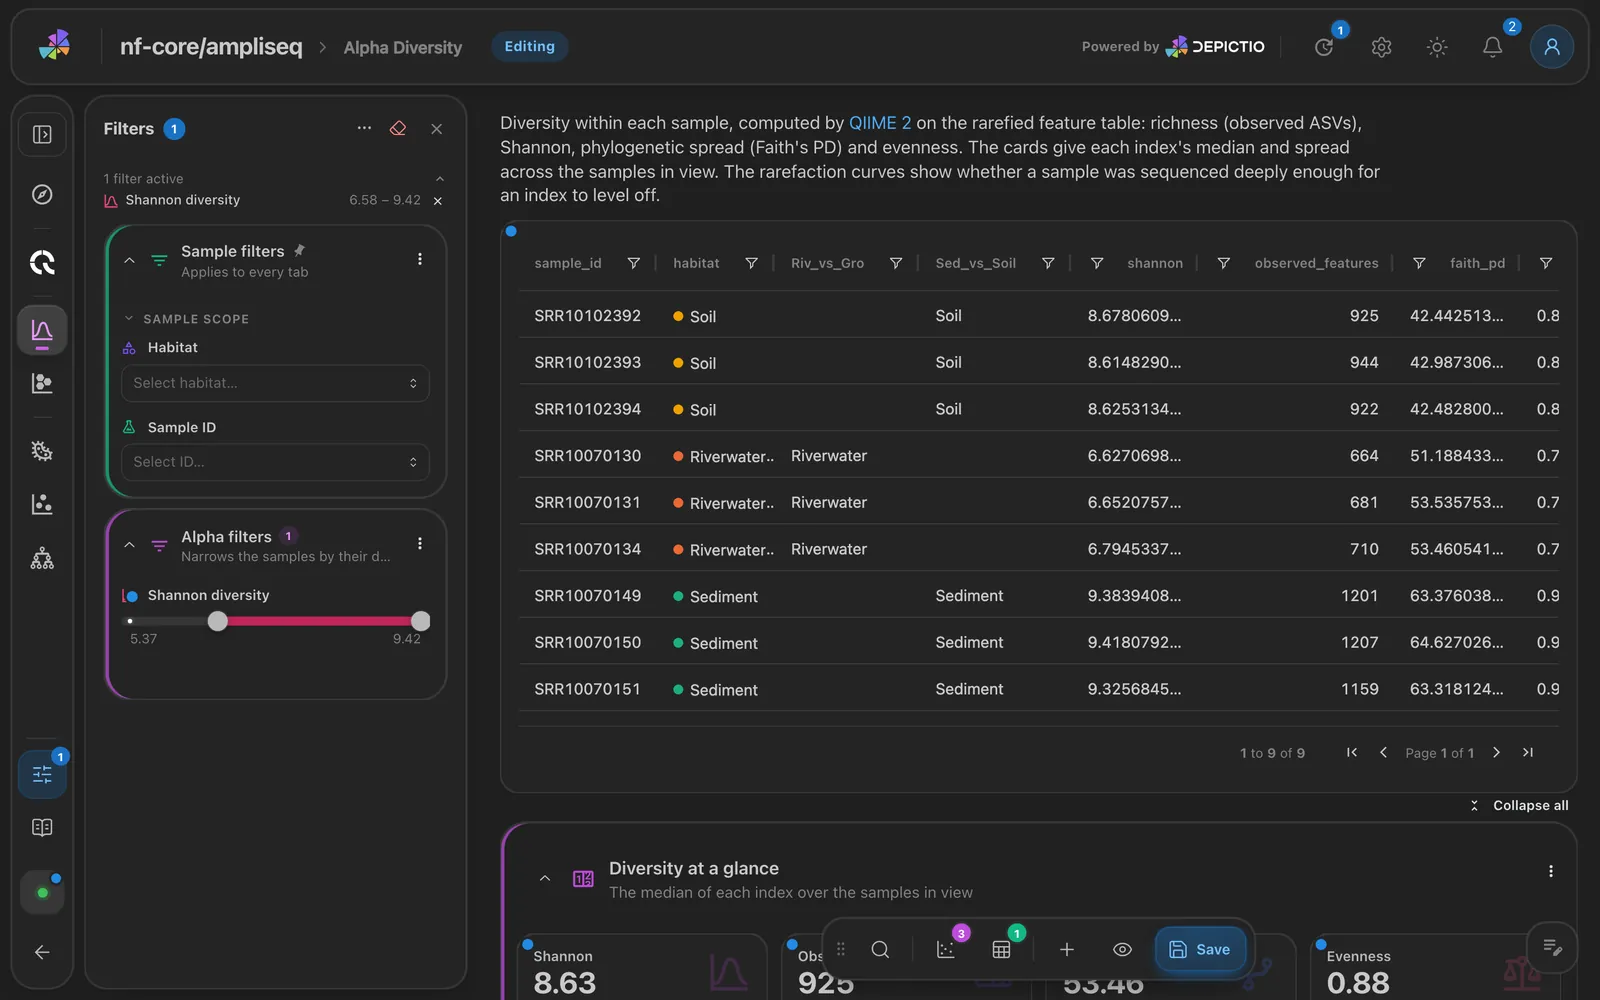 nf-core/ampliseq > Alpha Diversity Editing
Powered by DEPICTIO 1 2
Filters 1
1 filter active
Shannon diversity 6.58 – 9.42
Sample filters
Applies to every tab
SAMPLE SCOPE
Habitat
Select habitat...
Sample ID
Select ID...
Alpha filters 1
Narrows the samples by their d...
Shannon diversity
5.37 9.42
1
Diversity within each sample, computed by QIIME 2 on the rarefied feature table: richness (observed ASVs),
Shannon, phylogenetic spread (Faith's PD) and evenness. The cards give each index's median and spread
across the samples in view. The rarefaction curves show whether a sample was sequenced deeply enough for
an index to level off.
sample_id habitat Riv_vs_Gro Sed_vs_Soil shannon observed_features faith_pd
SRR10102392 Soil Soil 8.6780609... 925 42.442513... 0.8
SRR10102393 Soil Soil 8.6148290... 944 42.987306... 0.8
SRR10102394 Soil Soil 8.6253134... 922 42.482800... 0.8
SRR10070130 Riverwater.. Riverwater 6.6270698... 664 51.188433... 0.7
SRR10070131 Riverwater.. Riverwater 6.6520757... 681 53.535753... 0.7
SRR10070134 Riverwater.. Riverwater 6.7945337... 710 53.460541... 0.7
SRR10070149 Sediment Sediment 9.3839408... 1201 63.376038... 0.9
SRR10070150 Sediment Sediment 9.4180792... 1207 64.627026... 0.9
SRR10070151 Sediment Sediment 9.3256845... 1159 63.318124... 0.9
1 to 9 of 9 Page 1 of 1
Collapse all
Diversity at a glance
The median of each index over the samples in view
3 1 Save
Shannon Obs Evenness
8.63 925 53.46 0.88